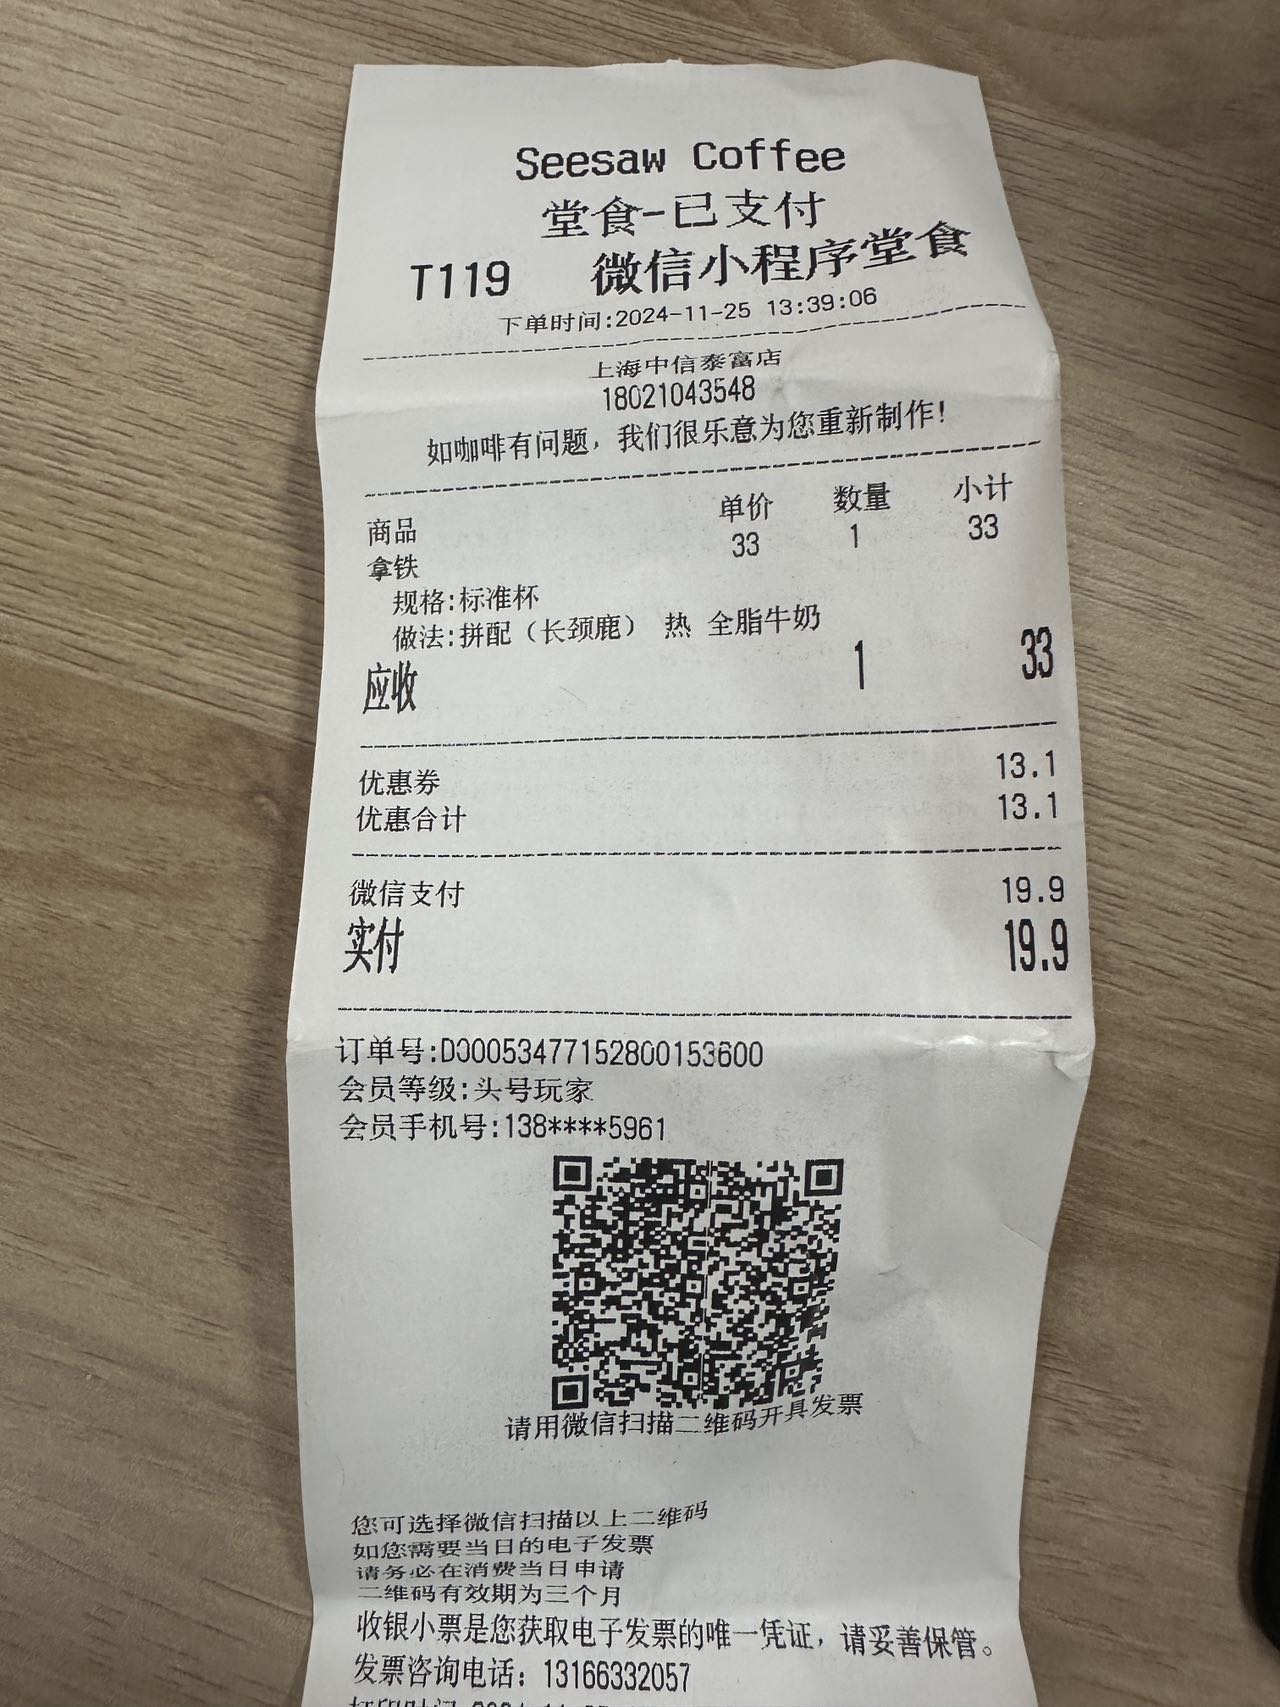 Seesaw Coffee
堂食-已支付
T119 微信小程序堂食
下单时间:2024-11-25 13:39:06
上海中信泰富店
18021043548
如咖啡有问题，我们很乐意为您重新制作！
商品 单价 数量 小计
拿铁 33 1 33
规格:标准杯
做法:拼配（长颈鹿） 热 全脂牛奶
应收 1 33
优惠券 13.1
优惠合计 13.1
微信支付 19.9
实付 19.9
订单号:D000534771528​00153600
会员等级:头号玩家
会员手机号:138****5961
请用微信扫描二维码开具发票
您可选择微信扫描以上二维码
如您需要当日的电子发票
请务必在消费当日申请
二维码有效期为三个月
收银小票是您获取电子发票的唯一凭证，请妥善保管。
发票咨询电话：13166332057